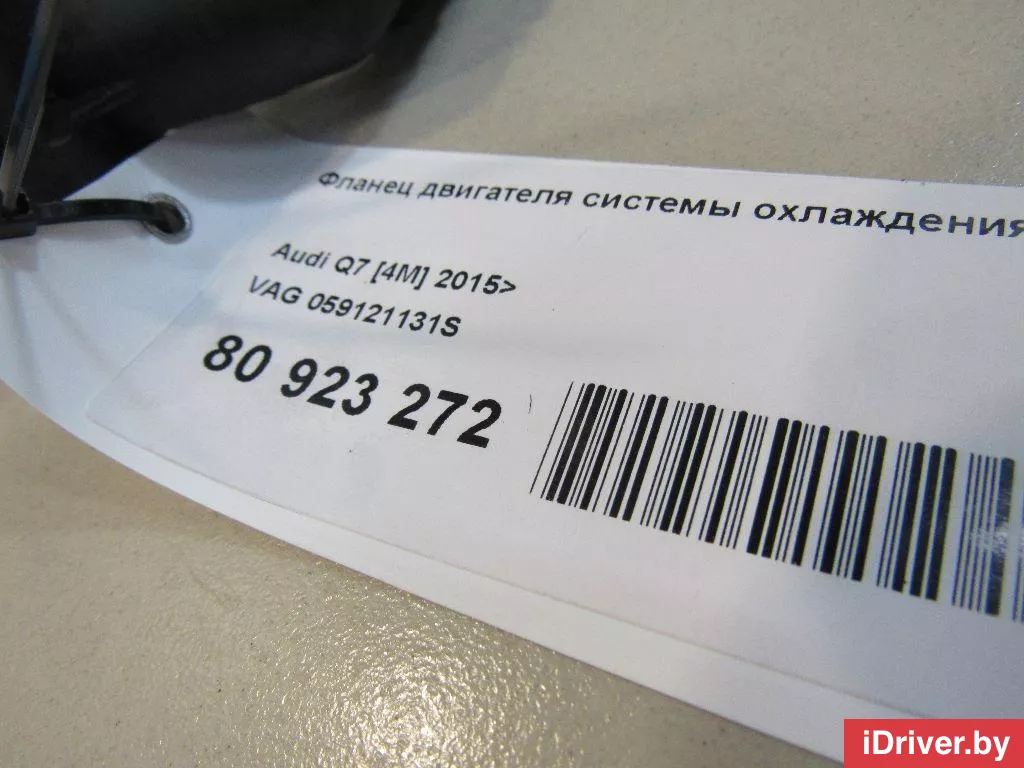 Фланец двигателя системы охлаждения
Audi Q7 [4M] 2015>
VAG 059121131S
80 923 272
iDriver.by